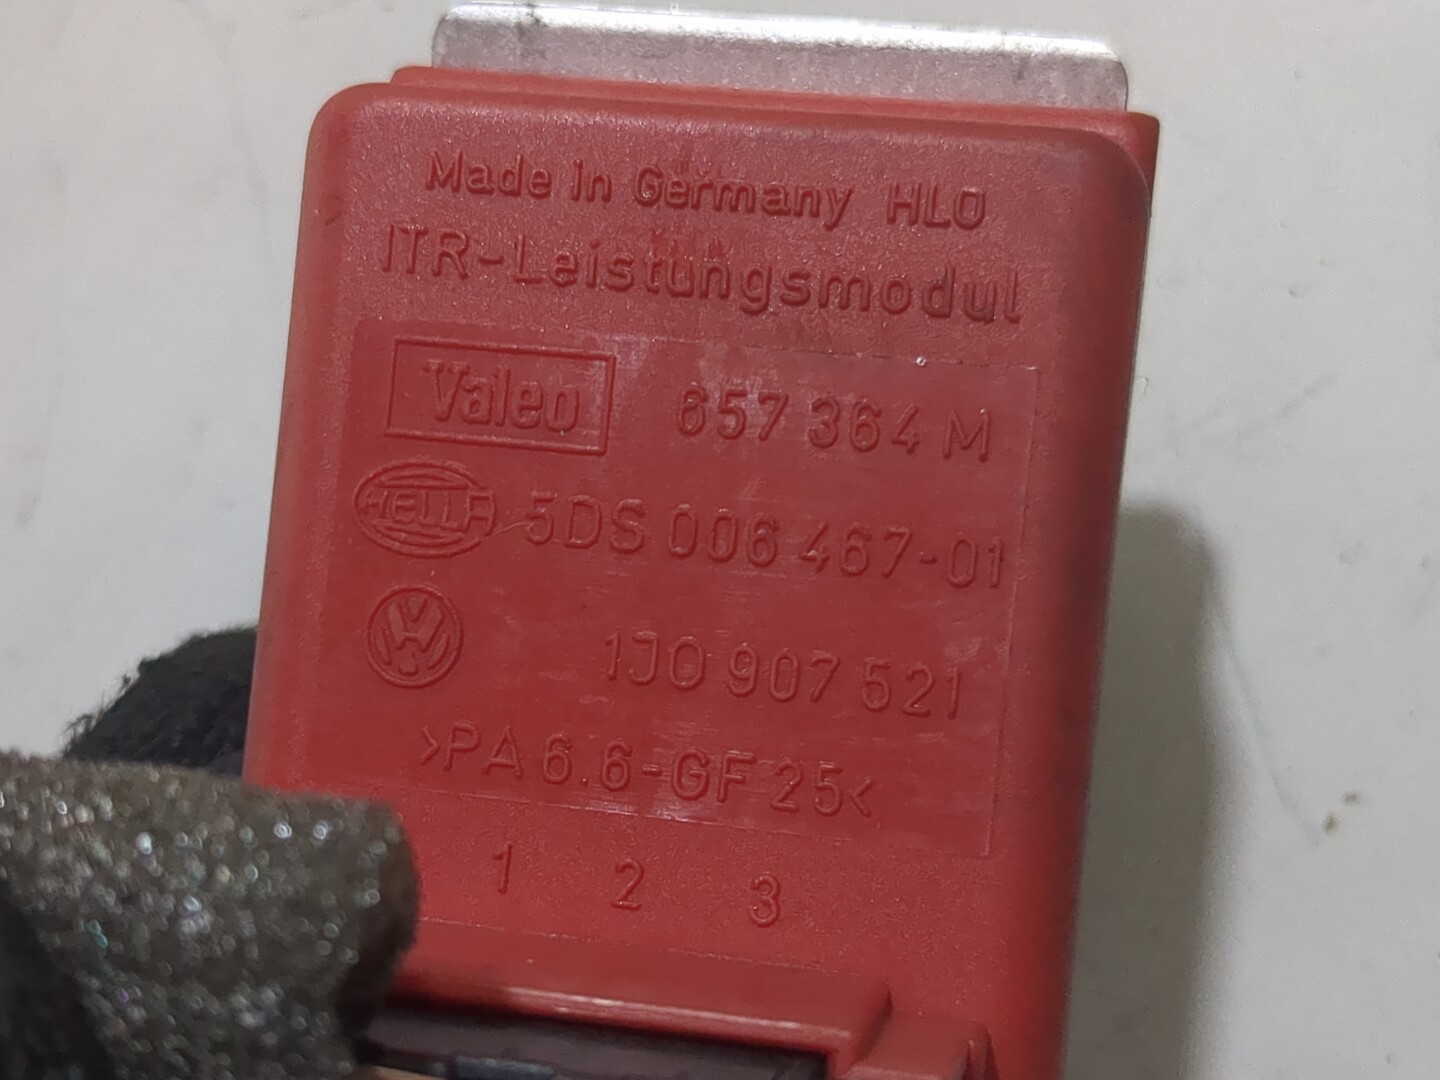 Made in Germany HLO
ITR-Leistungsmodul
Valeo 657 364 M
HELLA 5DS 006 467-01
VW 1J0 907 521
>PA 6.6-GF 25<
1 2 3